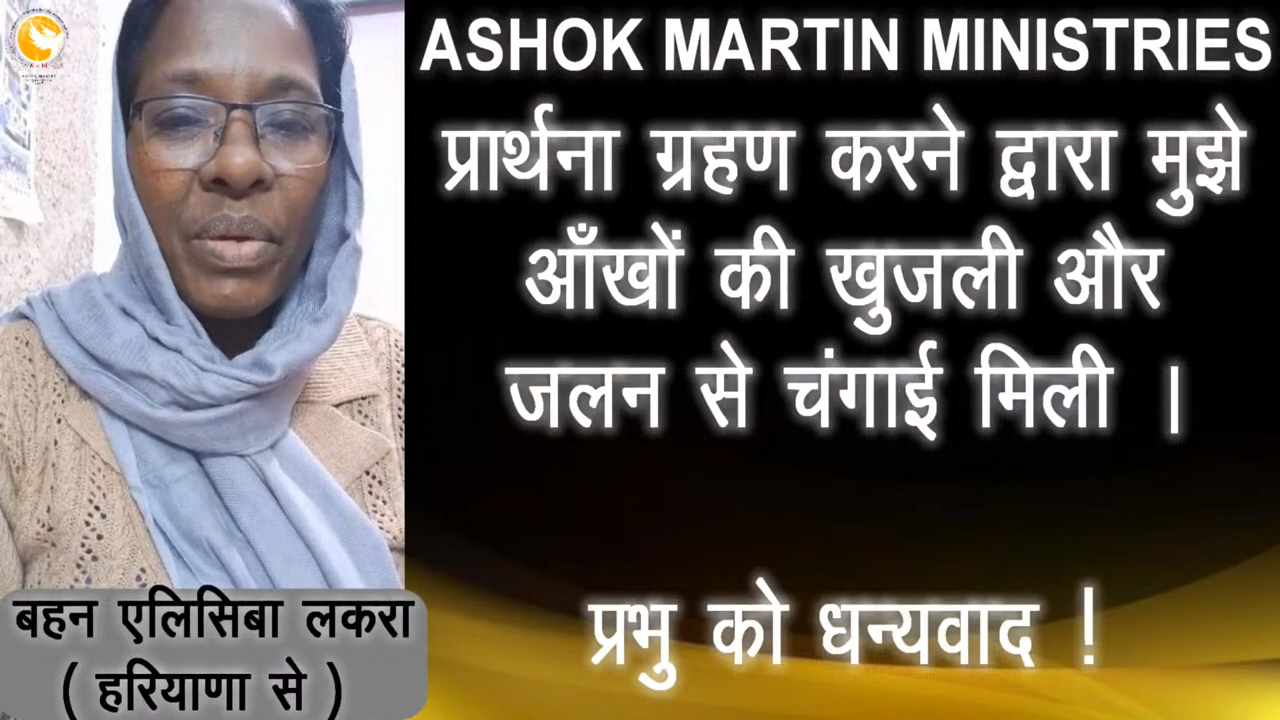 ASHOK MARTIN MINISTRIES
प्रार्थना ग्रहण करने द्वारा मुझे
आँखों की खुजली और
जलन से चंगाई मिली ।
प्रभु को धन्यवाद !
बहन एलिसिबा लकरा
( हरियाणा से )